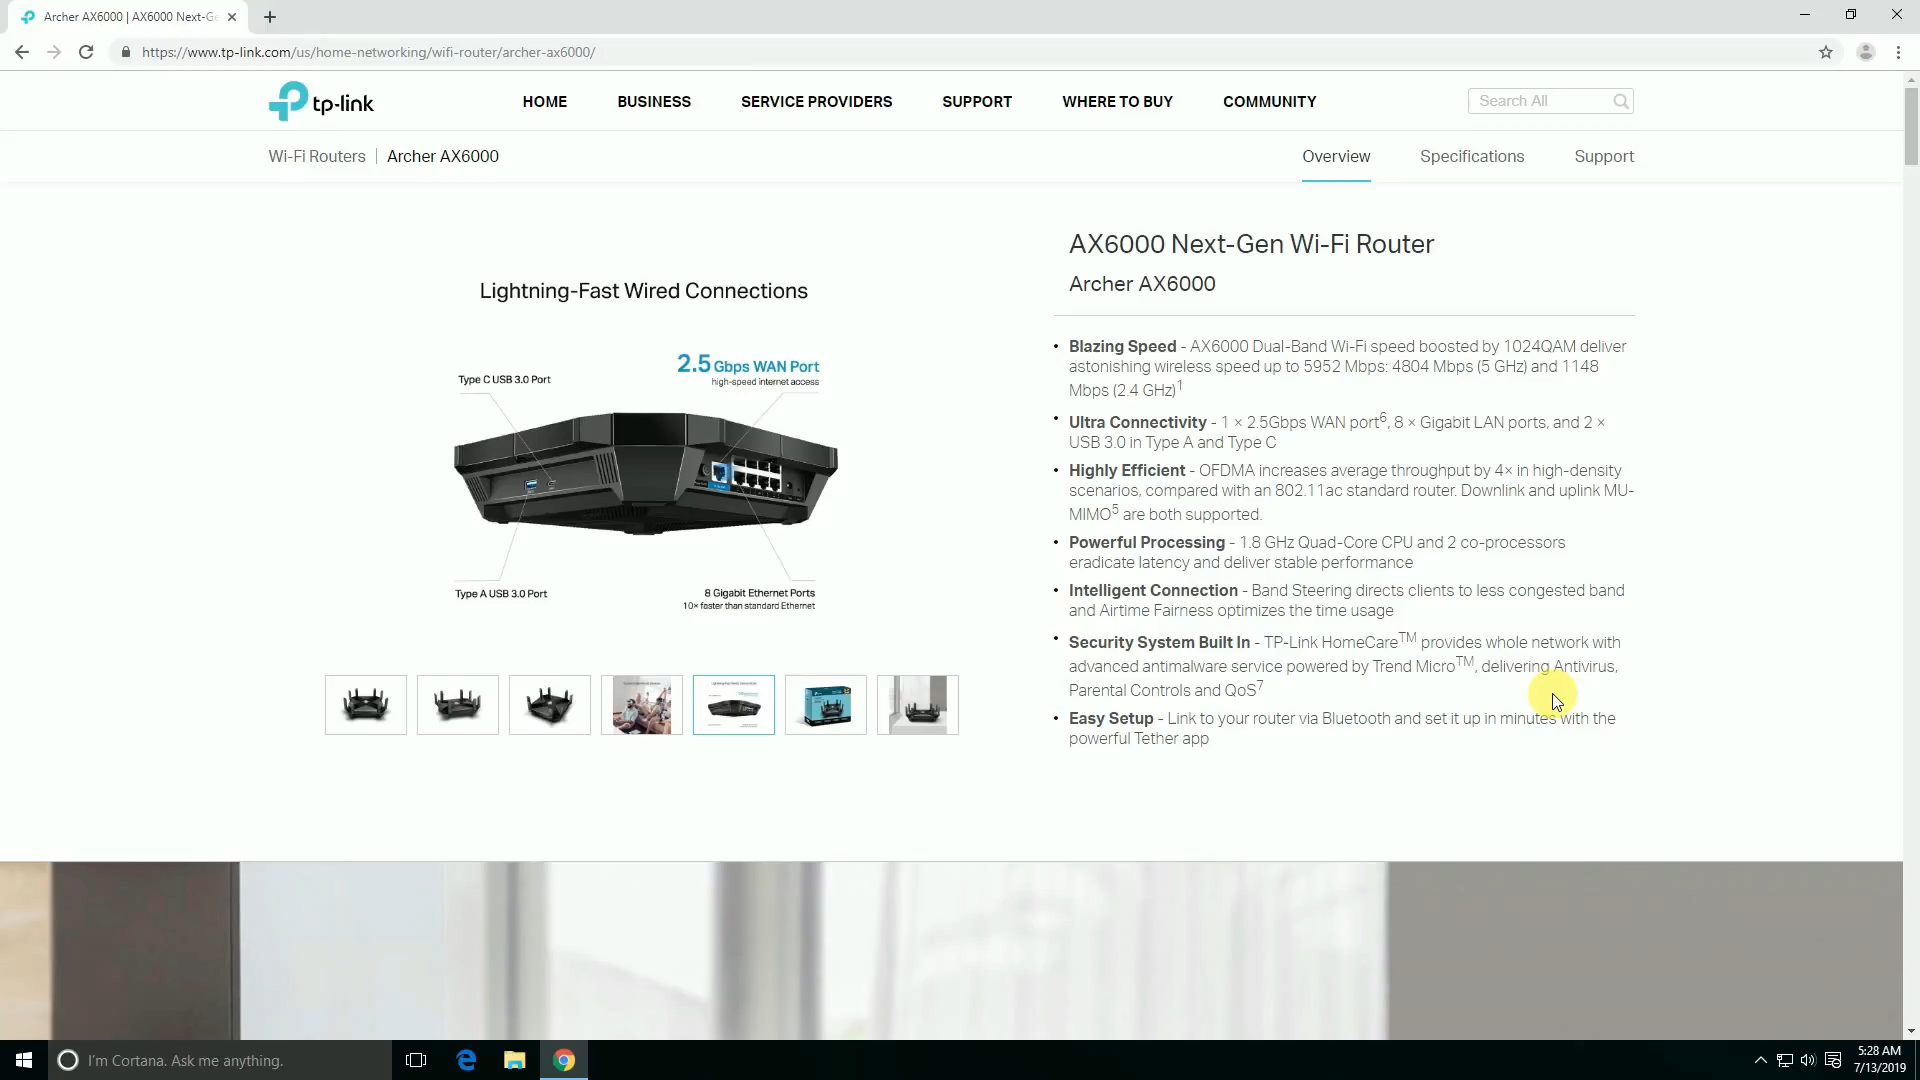 Archer AX6000 | AX6000 Next-Ge
https://www.tp-link.com/us/home-networking/wifi-router/archer-ax6000/
tp-link
HOME
BUSINESS
SERVICE PROVIDERS
SUPPORT
WHERE TO BUY
COMMUNITY
Search All
Wi-Fi Routers | Archer AX6000
Overview
Specifications
Support
Lightning-Fast Wired Connections
2.5 Gbps WAN Port
high-speed internet access
Type C USB 3.0 Port
Type A USB 3.0 Port
8 Gigabit Ethernet Ports
10× faster than standard Ethernet
AX6000 Next-Gen Wi-Fi Router
Archer AX6000
• Blazing Speed - AX6000 Dual-Band Wi-Fi speed boosted by 1024QAM deliver
astonishing wireless speed up to 5952 Mbps: 4804 Mbps (5 GHz) and 1148
Mbps (2.4 GHz)1
• Ultra Connectivity - 1 × 2.5Gbps WAN port6, 8 × Gigabit LAN ports, and 2 ×
USB 3.0 in Type A and Type C
• Highly Efficient - OFDMA increases average throughput by 4× in high-density
scenarios, compared with an 802.11ac standard router. Downlink and uplink MU-
MIMO5 are both supported.
• Powerful Processing - 1.8 GHz Quad-Core CPU and 2 co-processors
eradicate latency and deliver stable performance
• Intelligent Connection - Band Steering directs clients to less congested band
and Airtime Fairness optimizes the time usage
• Security System Built In - TP-Link HomeCareTM provides whole network with
advanced antimalware service powered by Trend MicroTM, delivering Antivirus,
Parental Controls and QoS7
• Easy Setup - Link to your router via Bluetooth and set it up in minutes with the
powerful Tether app
I'm Cortana. Ask me anything.
5:28 AM
7/13/2019